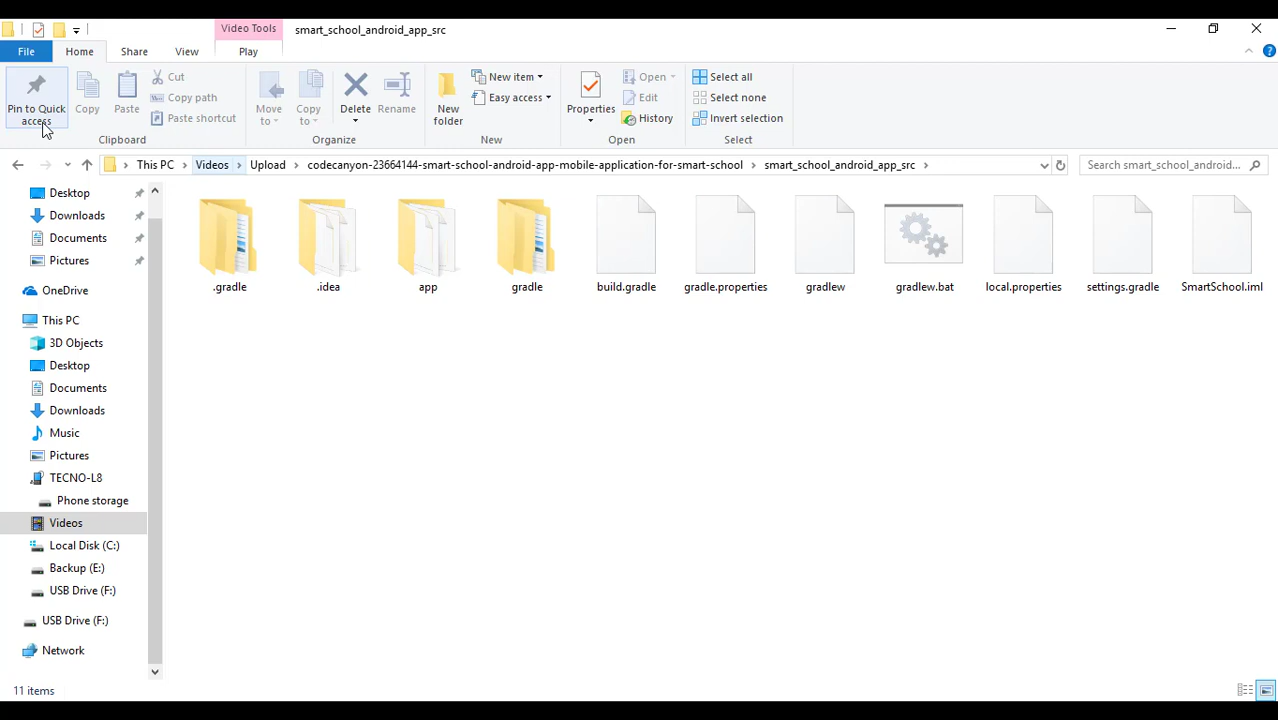 Video Tools
smart_school_android_app_src
File
Home
Share
View
Play
Pin to Quick
access
Copy
Paste
Cut
Copy path
Paste shortcut
Clipboard
Move
to
Copy
to
Delete
Rename
Organize
New
folder
New item
Easy access
New
Properties
Open
Edit
History
Open
Select all
Select none
Invert selection
Select
This PC
Videos
Upload
codecanyon-23664144-smart-school-android-app-mobile-application-for-smart-school
smart_school_android_app_src
Search smart_school_android...
Desktop
Downloads
Documents
Pictures
OneDrive
This PC
3D Objects
Desktop
Documents
Downloads
Music
Pictures
TECNO-L8
Phone storage
Videos
Local Disk (C:)
Backup (E:)
USB Drive (F:)
USB Drive (F:)
Network
.gradle
.idea
app
gradle
build.gradle
gradle.properties
gradlew
gradlew.bat
local.properties
settings.gradle
SmartSchool.iml
11 items